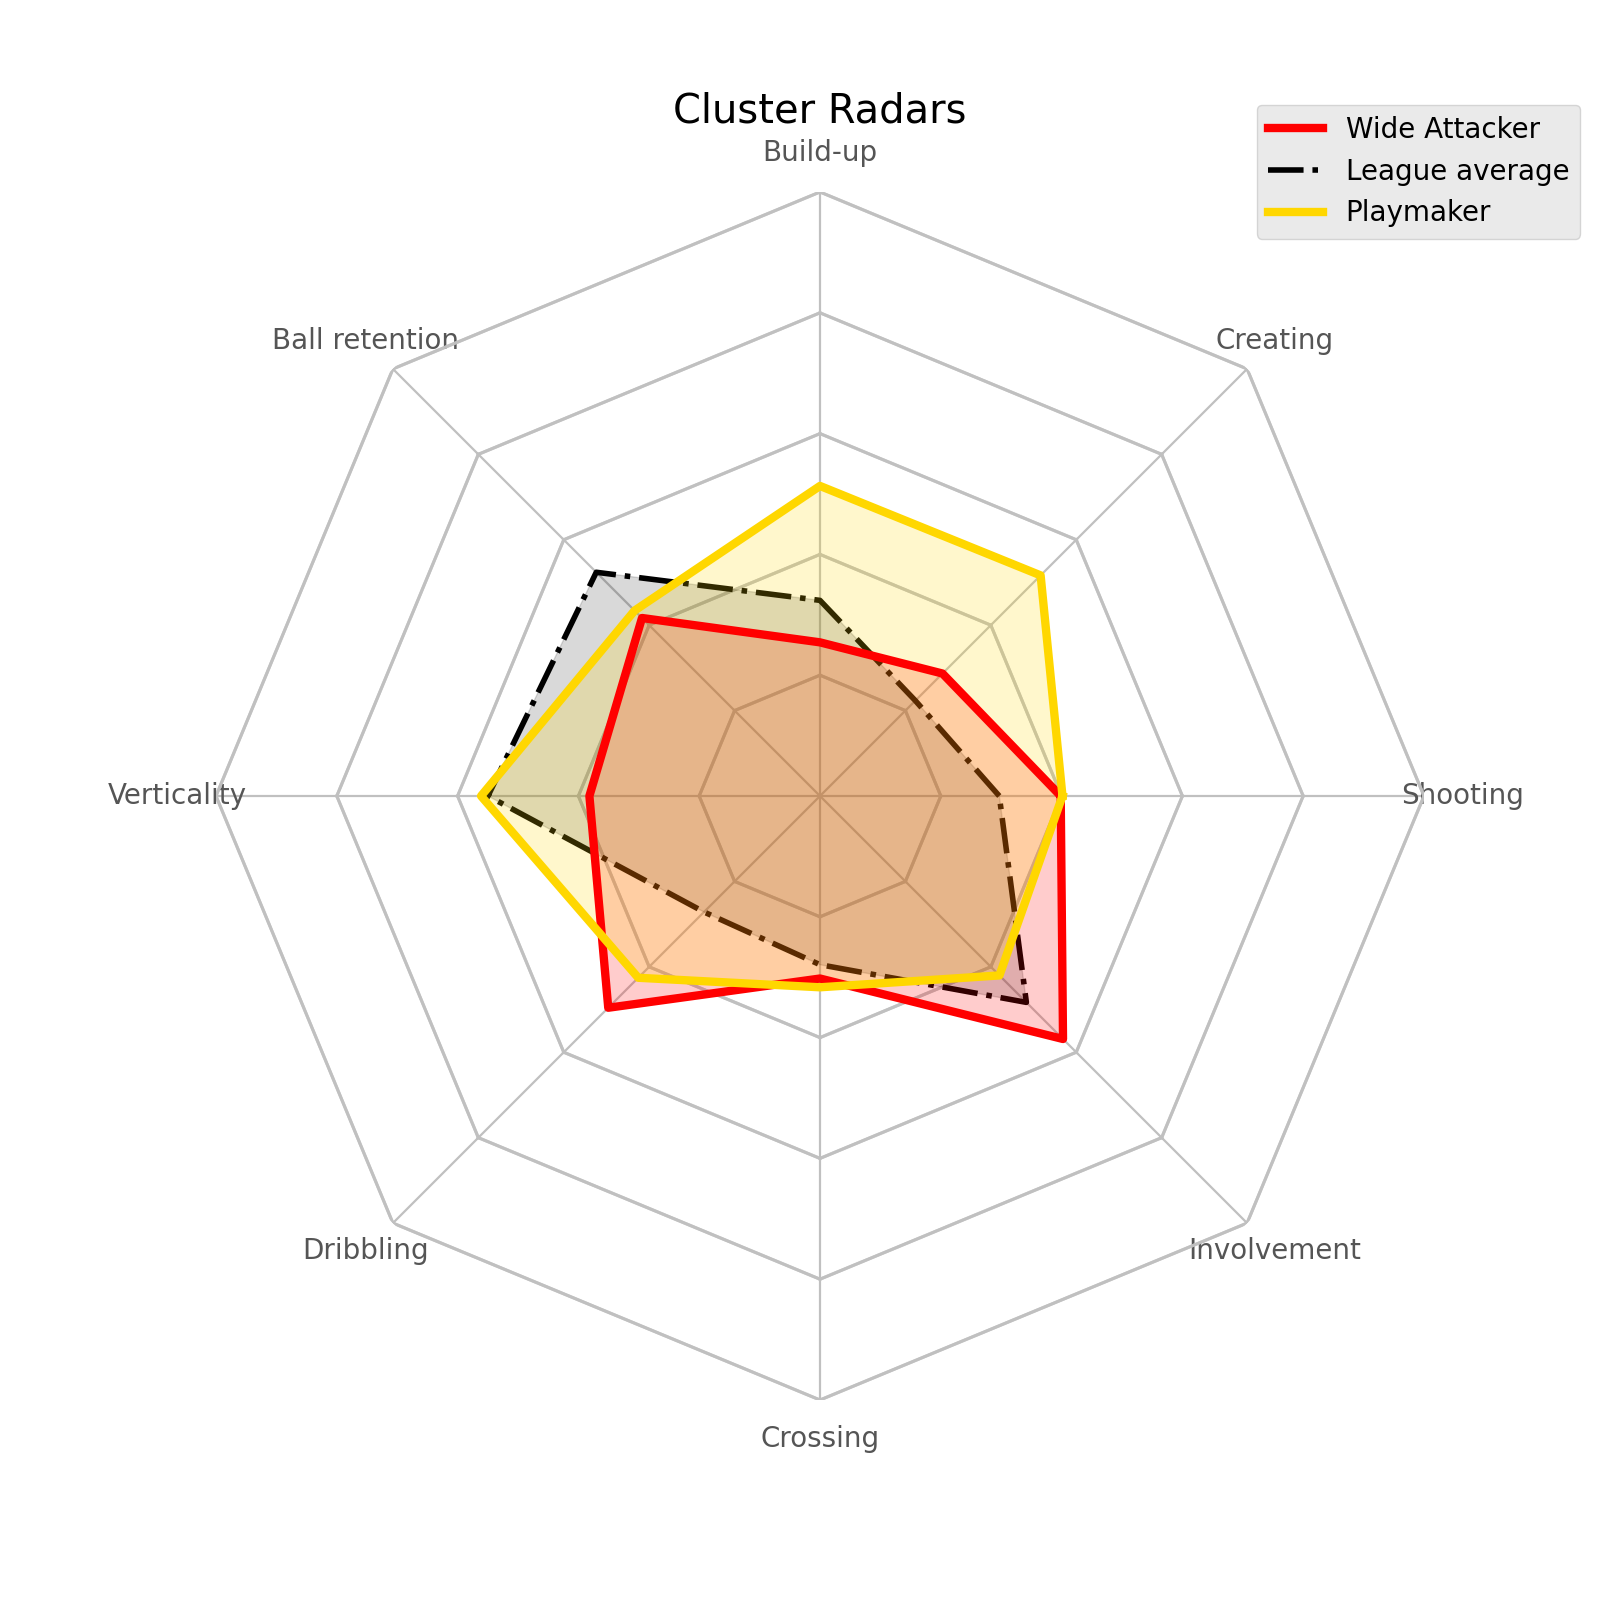 Cluster Radars
Build-up
Wide Attacker
League average
Playmaker
Ball retention
Creating
Verticality
Shooting
Dribbling
Involvement
Crossing